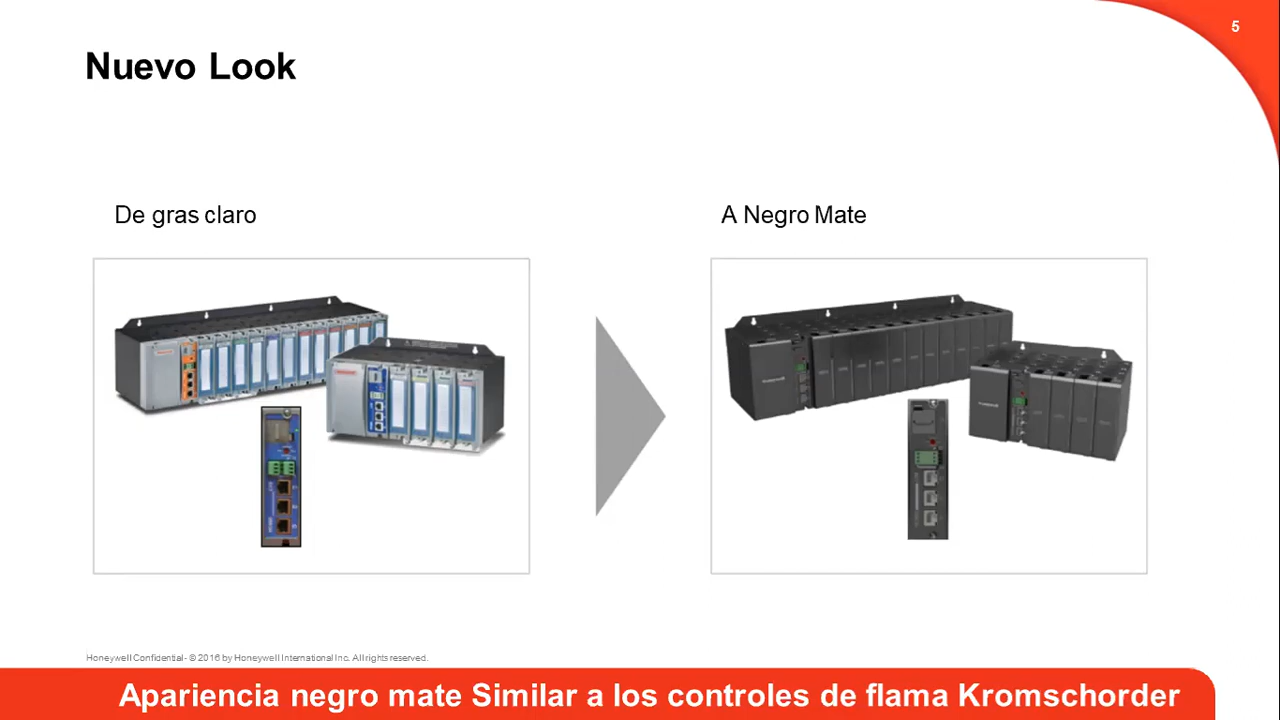 5
Nuevo Look
De gras claro
A Negro Mate
Honeywell Confidential - © 2016 by Honeywell International Inc. All rights reserved.
Apariencia negro mate Similar a los controles de flama Kromschorder